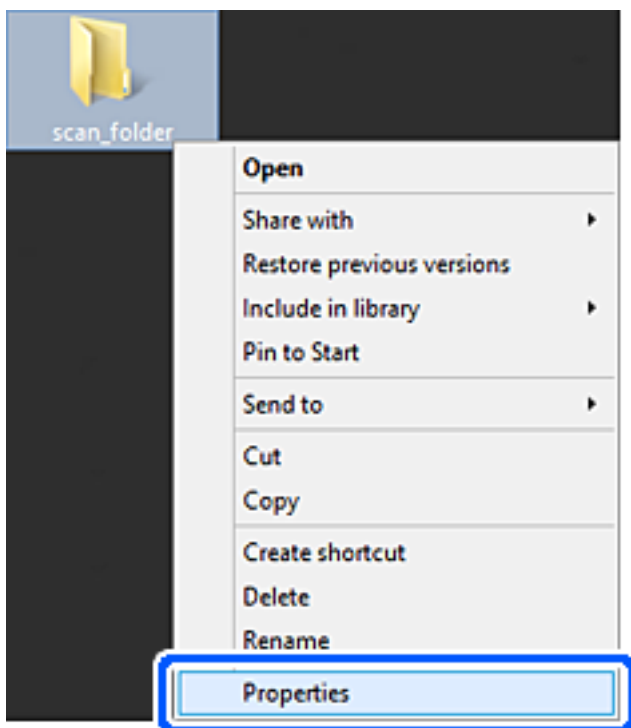 scan_folder
Open
Share with
Restore previous versions
Include in library
Pin to Start
Send to
Cut
Copy
Create shortcut
Delete
Rename
Properties